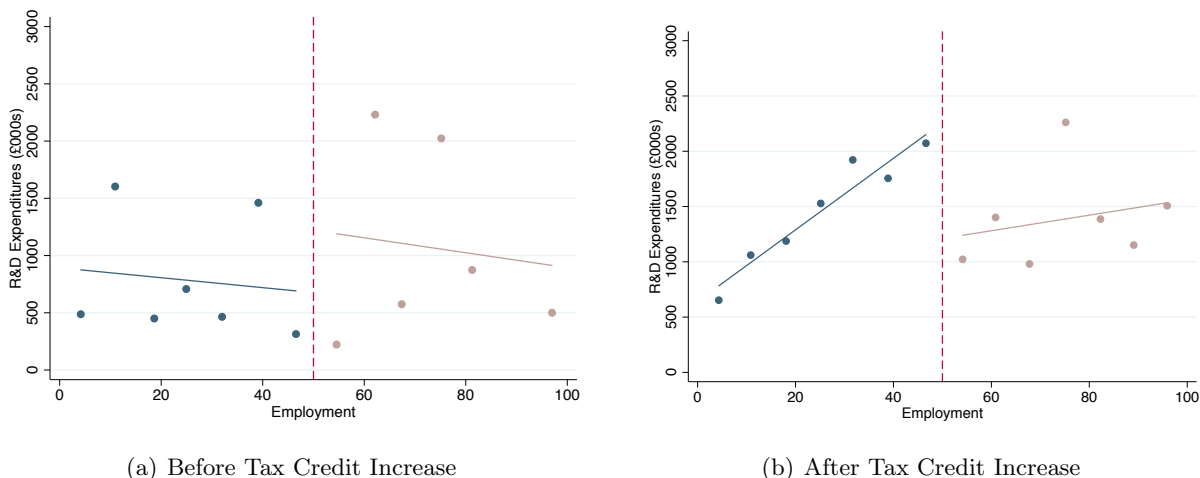 3000
2500
2000
1500
1000
500
0
R&D Expenditures (£000s)
0 20 40 60 80 100
Employment
(a) Before Tax Credit Increase
3000
2500
2000
1500
1000
500
0
R&D Expenditures (£000s)
0 20 40 60 80 100
Employment
(b) After Tax Credit Increase